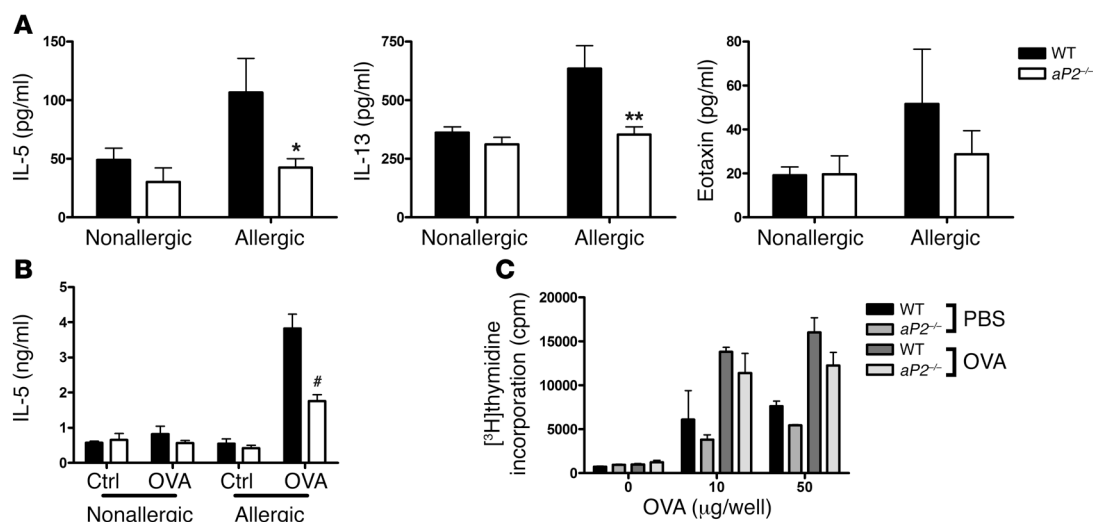 A
IL-5 (pg/ml)
150
100
50
0
Nonallergic
Allergic
*
IL-13 (pg/ml)
750
500
250
0
Nonallergic
Allergic
**
Eotaxin (pg/ml)
80
60
40
20
0
Nonallergic
Allergic
WT
aP2–/–
B
IL-5 (ng/ml)
5
4
3
2
1
0
#
Ctrl OVA Ctrl OVA
Nonallergic Allergic
C
[³H]thymidine
incorporation (cpm)
20000
15000
10000
5000
0
0 10 50
OVA (μg/well)
WT
aP2–/–
PBS
WT
aP2–/–
OVA